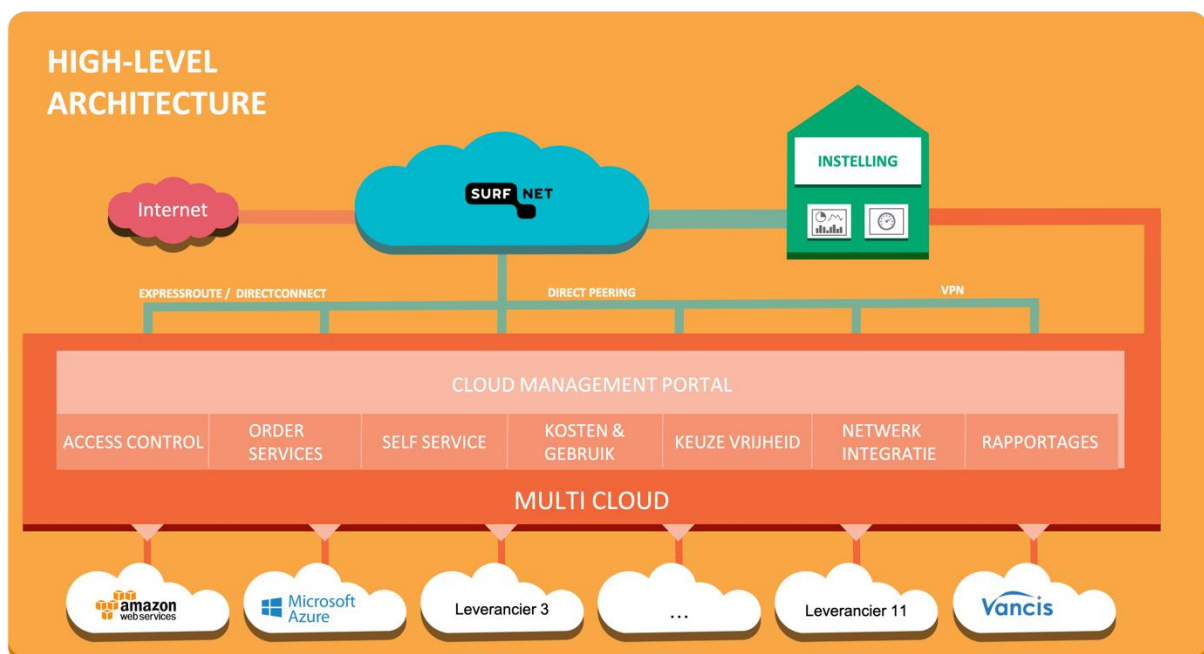 HIGH-LEVEL
ARCHITECTURE
INSTELLING
SURF NET
Internet
EXPRESSROUTE / DIRECTCONNECT
DIRECT PEERING
VPN
CLOUD MANAGEMENT PORTAL
ACCESS CONTROL
ORDER
SERVICES
SELF SERVICE
KOSTEN &
GEBRUIK
KEUZE VRIJHEID
NETWERK
INTEGRATIE
RAPPORTAGES
MULTI CLOUD
amazon
webservices
Microsoft
Azure
Leverancier 3
...
Leverancier 11
Vancis